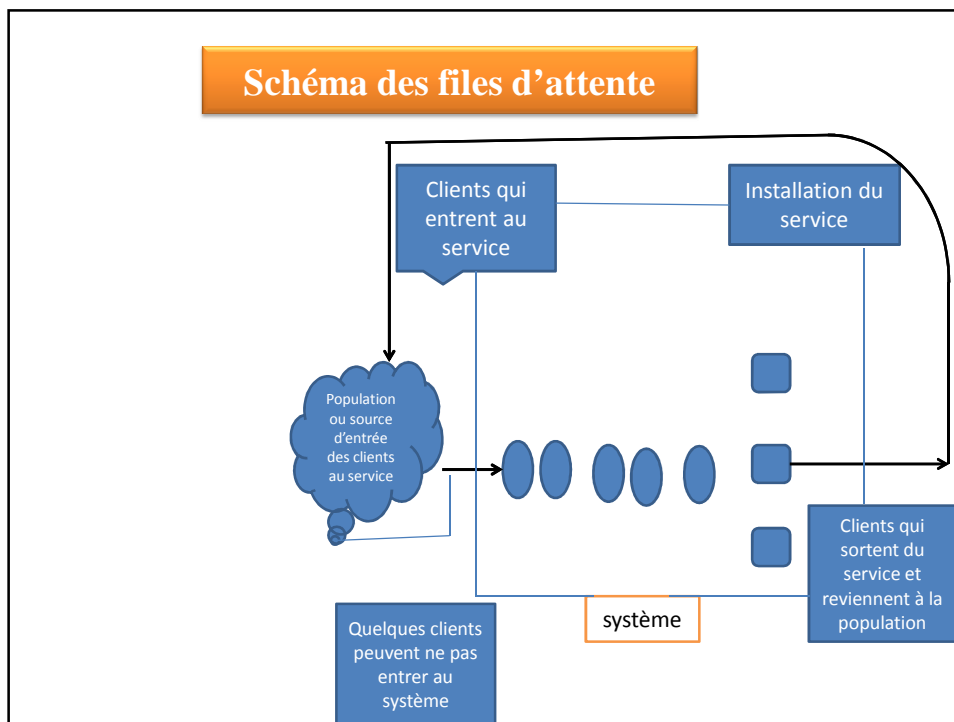 Schéma des files d’attente
Clients qui
entrent au
service
Installation du
service
Population
ou source
d’entrée
des clients
au service
Clients qui
sortent du
service et
reviennent à la
population
système
Quelques clients
peuvent ne pas
entrer au
système